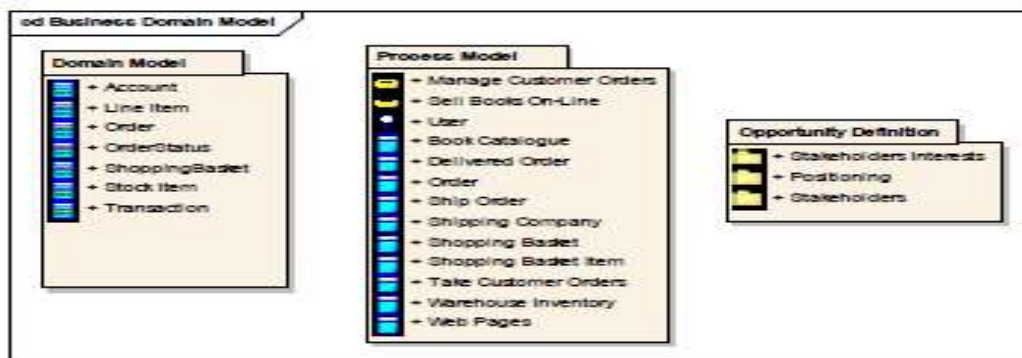 od Business Domain Model
Domain Model
+ Account
+ Line Item
+ Order
+ OrderStatus
+ ShoppingBasket
+ Stock Item
+ Transaction
Process Model
+ Manage Customer Orders
+ Sell Books On-Line
+ User
+ Book Catalogue
+ Delivered Order
+ Order
+ Ship Order
+ Shipping Company
+ Shopping Basket
+ Shopping Basket Item
+ Take Customer Orders
+ Warehouse Inventory
+ Web Pages
Opportunity Definition
+ Stakeholders Interests
+ Positioning
+ Stakeholders